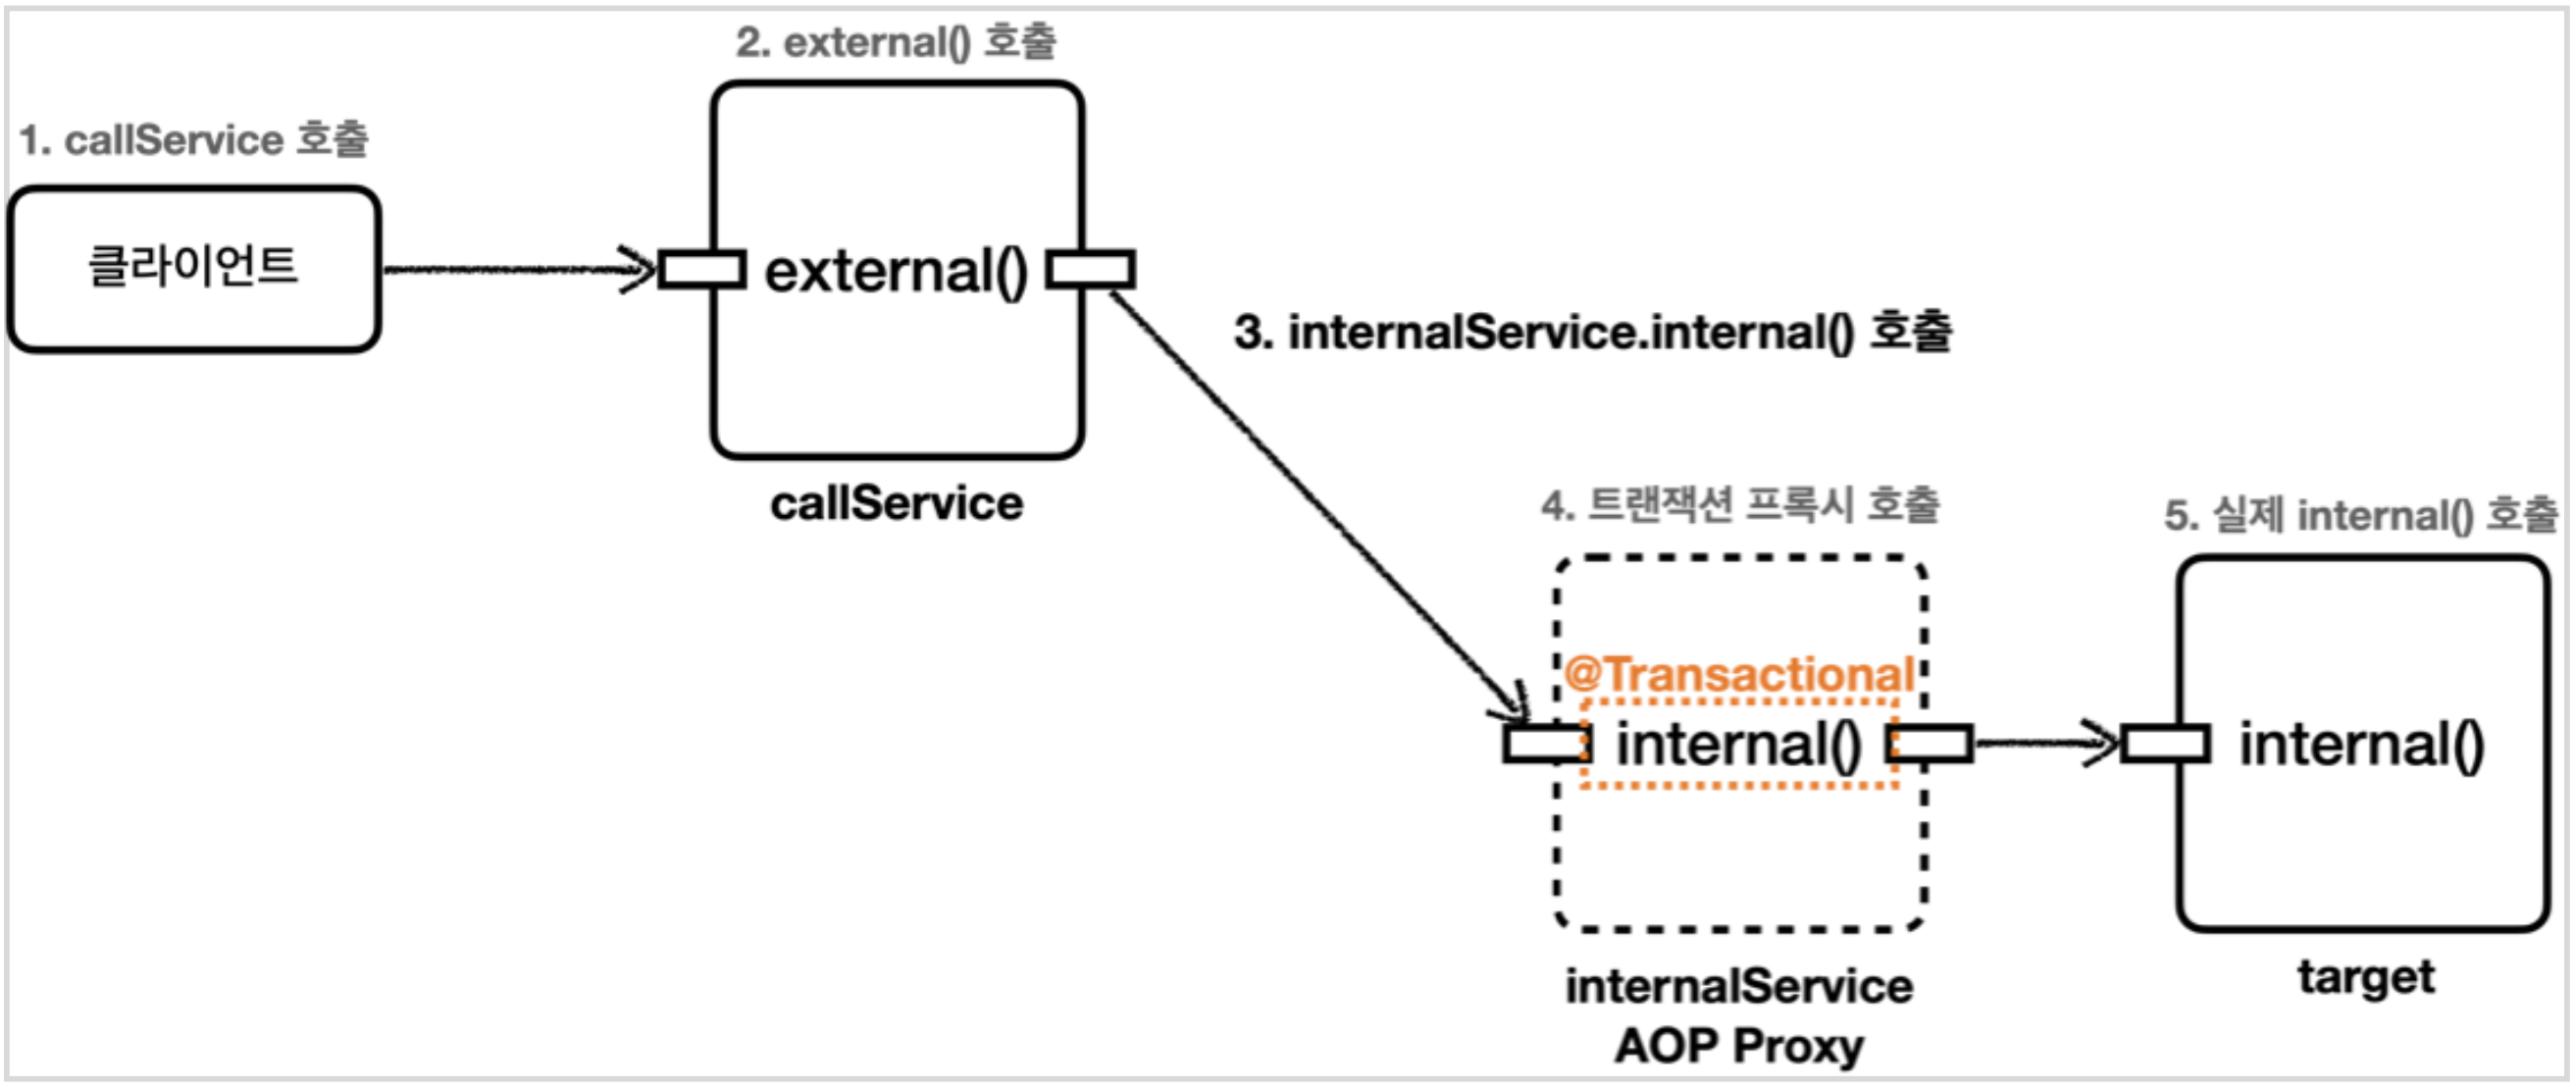 1. callService 호출
클라이언트
2. external() 호출
external()
callService
3. internalService.internal() 호출
4. 트랜잭션 프록시 호출
@Transactional
internal()
internalService
AOP Proxy
5. 실제 internal() 호출
internal()
target